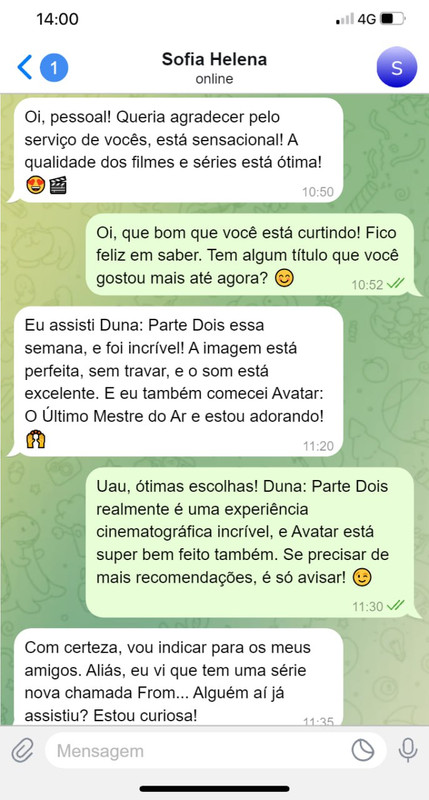 14:00
4G
1
Sofia Helena
online
S
Oi, pessoal! Queria agradecer pelo
serviço de vocês, está sensacional! A
qualidade dos filmes e séries está ótima!
😍🎬
10:50
Oi, que bom que você está curtindo! Fico
feliz em saber. Tem algum título que você
gostou mais até agora? 😊
10:52
Eu assisti Duna: Parte Dois essa
semana, e foi incrível! A imagem está
perfeita, sem travar, e o som está
excelente. E eu também comecei Avatar:
O Último Mestre do Ar e estou adorando!
🙌
11:20
Uau, ótimas escolhas! Duna: Parte Dois
realmente é uma experiência
cinematográfica incrível, e Avatar está
super bem feito também. Se precisar de
mais recomendações, é só avisar! 😉
11:30
Com certeza, vou indicar para os meus
amigos. Aliás, eu vi que tem uma série
nova chamada From... Alguém aí já
assistiu? Estou curiosa!
11:35
Mensagem